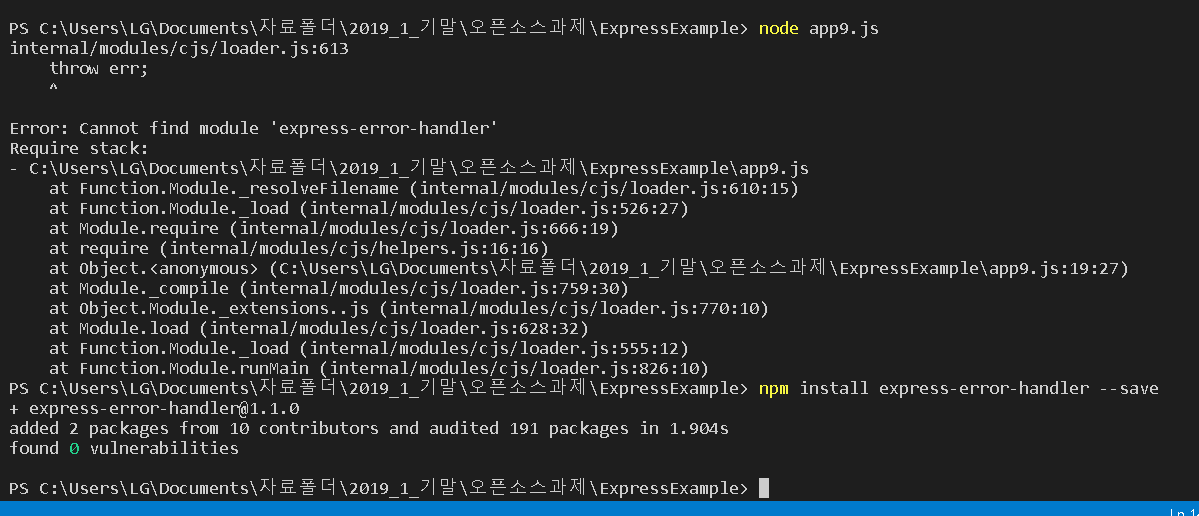 PS C:\Users\LG\Documents\자료폴더\2019_1_기말\오픈소스과제\ExpressExample> node app9.js
internal/modules/cjs/loader.js:613
    throw err;
    ^

Error: Cannot find module 'express-error-handler'
Require stack:
- C:\Users\LG\Documents\자료폴더\2019_1_기말\오픈소스과제\ExpressExample\app9.js
    at Function.Module._resolveFilename (internal/modules/cjs/loader.js:610:15)
    at Function.Module._load (internal/modules/cjs/loader.js:526:27)
    at Module.require (internal/modules/cjs/loader.js:666:19)
    at require (internal/modules/cjs/helpers.js:16:16)
    at Object.<anonymous> (C:\Users\LG\Documents\자료폴더\2019_1_기말\오픈소스과제\ExpressExample\app9.js:19:27)
    at Module._compile (internal/modules/cjs/loader.js:759:30)
    at Object.Module._extensions..js (internal/modules/cjs/loader.js:770:10)
    at Module.load (internal/modules/cjs/loader.js:628:32)
    at Function.Module._load (internal/modules/cjs/loader.js:555:12)
    at Function.Module.runMain (internal/modules/cjs/loader.js:826:10)
PS C:\Users\LG\Documents\자료폴더\2019_1_기말\오픈소스과제\ExpressExample> npm install express-error-handler --save
+ express-error-handler@1.1.0
added 2 packages from 10 contributors and audited 191 packages in 1.904s
found 0 vulnerabilities

PS C:\Users\LG\Documents\자료폴더\2019_1_기말\오픈소스과제\ExpressExample>